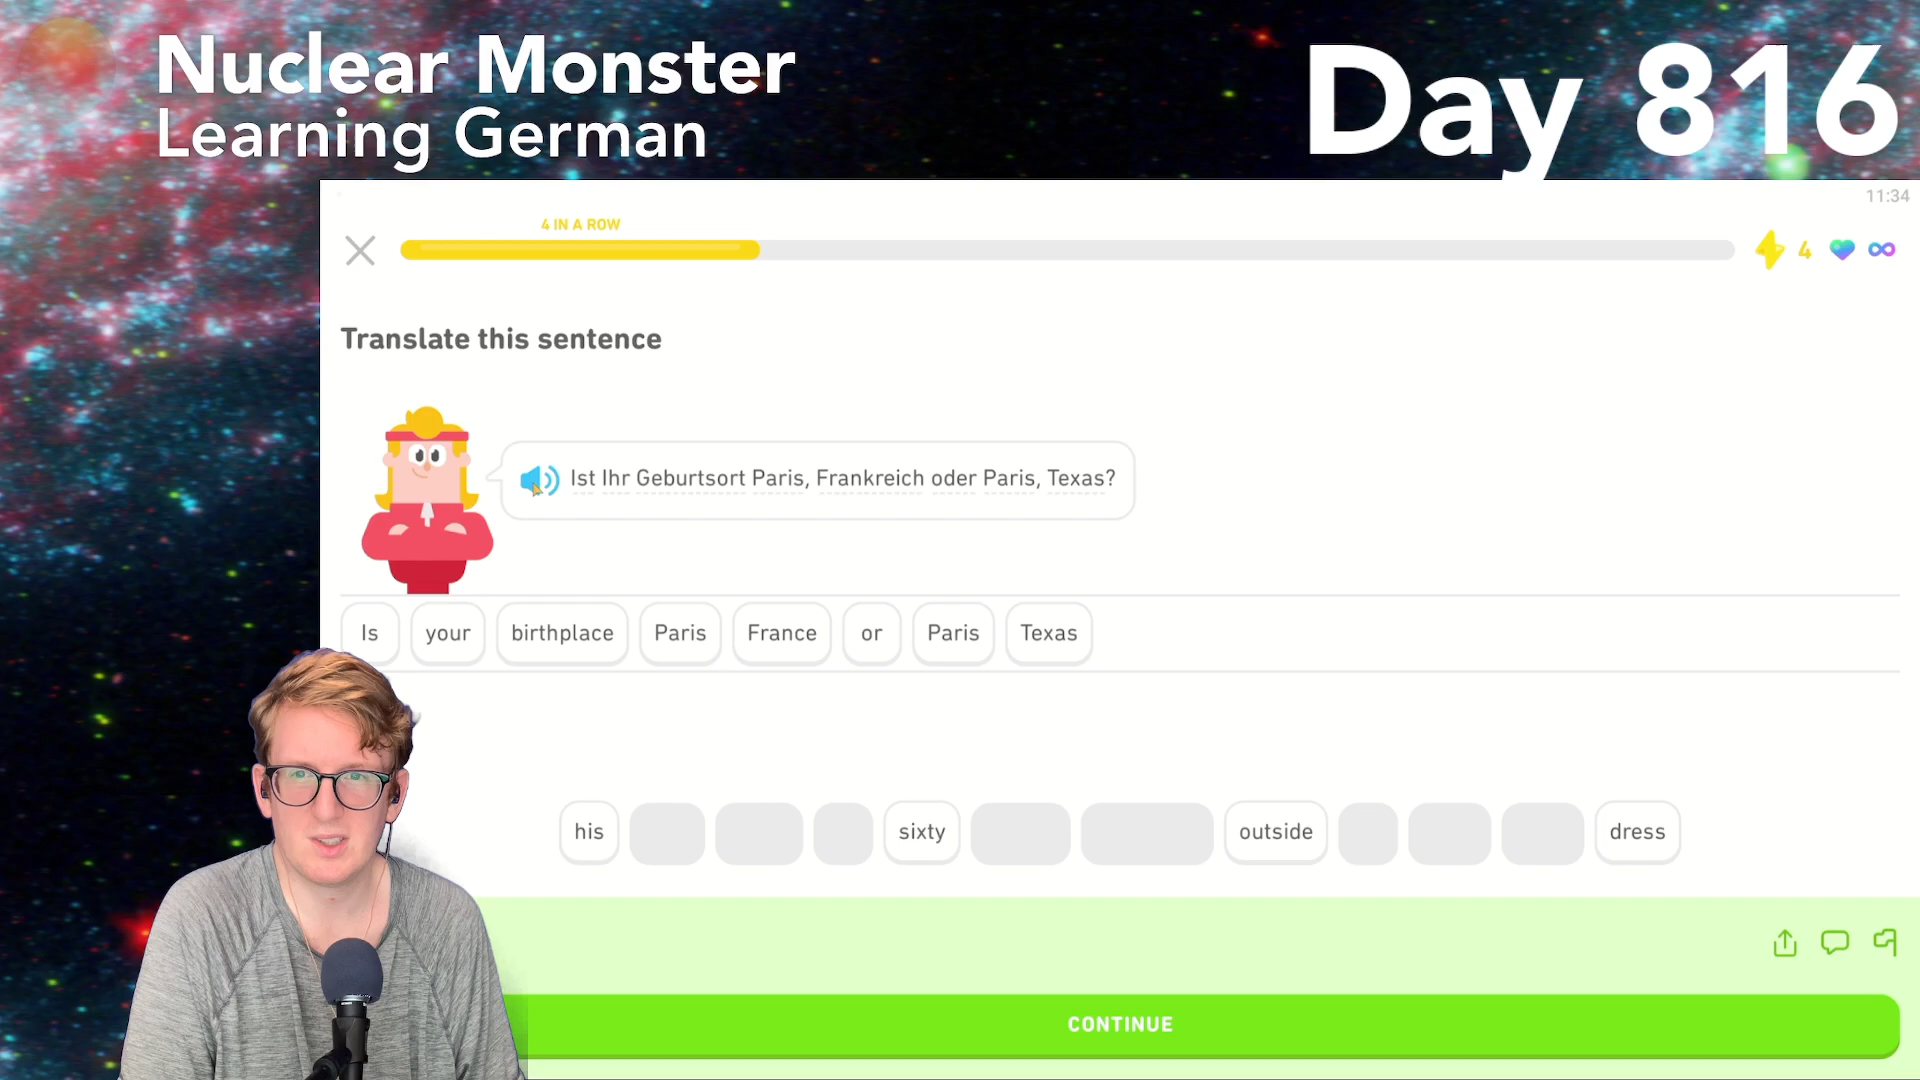 Nuclear Monster
Learning German
Day 816
11:34
4 IN A ROW
4
Translate this sentence
Ist Ihr Geburtsort Paris, Frankreich oder Paris, Texas?
Is your birthplace Paris France or Paris Texas
his sixty outside dress
CONTINUE